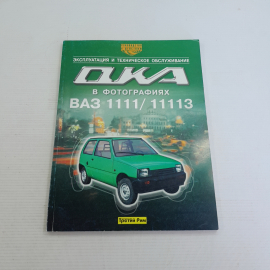 ЭКСПЛУАТАЦИЯ И ТЕХНИЧЕСКОЕ ОБСЛУЖИВАНИЕ
ОКА
В ФОТОГРАФИЯХ
ВАЗ 1111/11113
Третий Рим